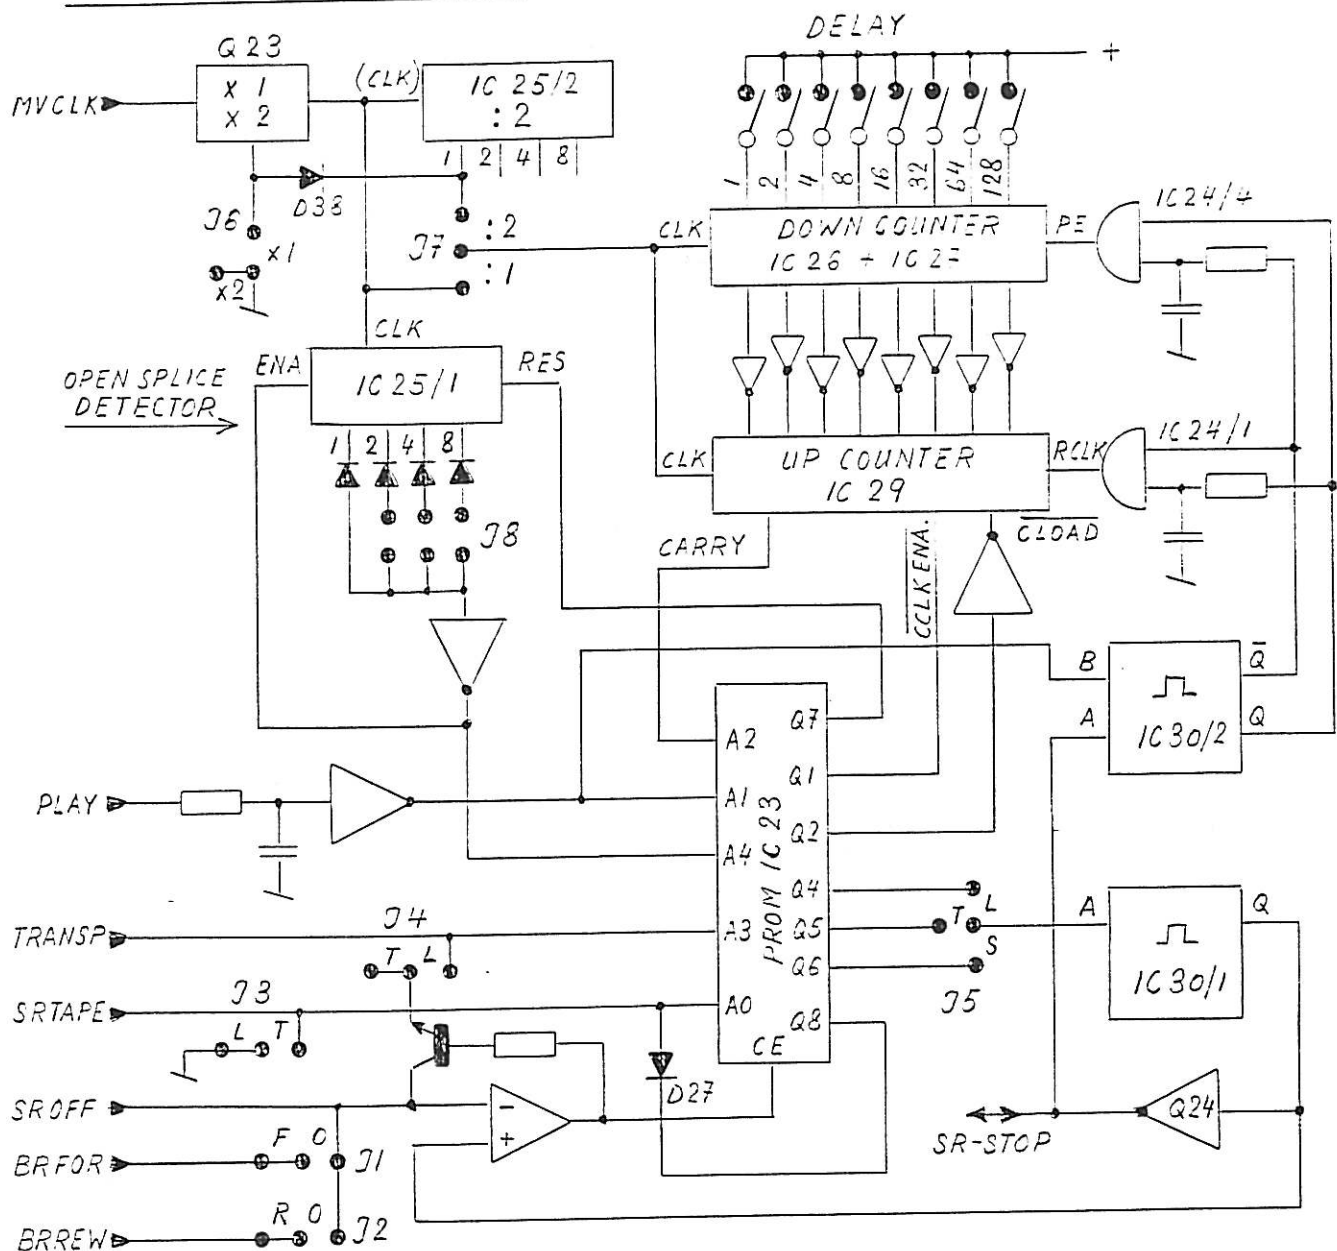 DELAY
+
Q23
x 1
x 2
MVCLK
(CLK)
IC 25/2
: 2
1 2 4 8
D38
J6
x1
x2
J7
: 2
: 1
1 2 4 8 16 32 64 128
CLK
DOWN COUNTER
IC 26 + IC 27
PE
IC 24/4
CLK
ENA
IC 25/1
RES
OPEN SPLICE
DETECTOR
1 2 4 8
J8
CLK
UP COUNTER
IC 29
RCLK
IC 24/1
CARRY
CCLK ENA.
CLOAD
B
A
IC30/2
Q̅
Q
PLAY
A2
A1
A4
A3
A0
PROM IC 23
Q7
Q1
Q2
Q4
Q5
Q6
Q8
CE
L
T
S
J5
A
IC30/1
Q
TRANSP
J4
T L
SRTAPE
J3
L T
D27
SROFF
-
+
BRFOR
F O
J1
BRREW
R O
J2
SR-STOP
Q24